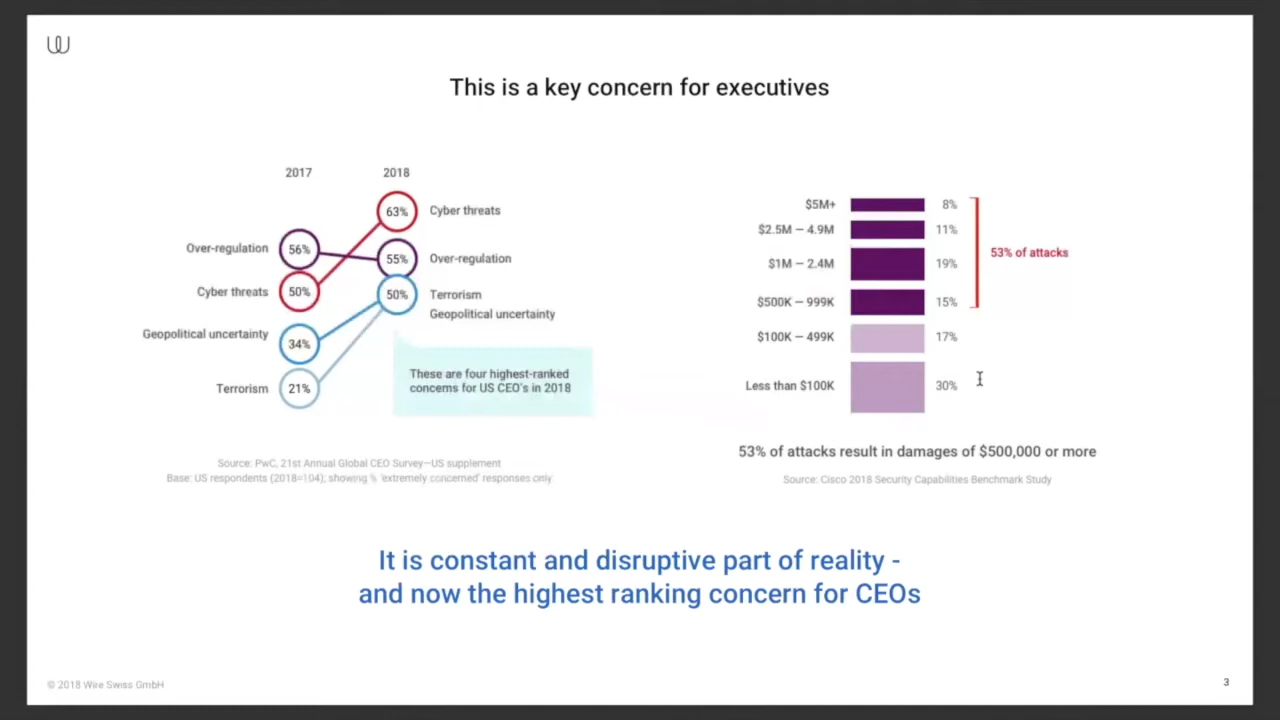 This is a key concern for executives
2017
2018
63%
Cyber threats
Over-regulation
56%
55%
Over-regulation
Cyber threats
50%
50%
Terrorism
Geopolitical uncertainty
Geopolitical uncertainty
34%
Terrorism
21%
These are four highest-ranked
concerns for US CEO's in 2018
Source: PwC, 21st Annual Global CEO Survey—US supplement
Base: US respondents (2018=104); showing % 'extremely concerned' responses only
$5M+
8%
$2.5M – 4.9M
11%
$1M – 2.4M
19%
53% of attacks
$500K – 999K
15%
$100K – 499K
17%
Less than $100K
30%
53% of attacks result in damages of $500,000 or more
Source: Cisco 2018 Security Capabilities Benchmark Study
It is constant and disruptive part of reality -
and now the highest ranking concern for CEOs
© 2018 Wire Swiss GmbH
3